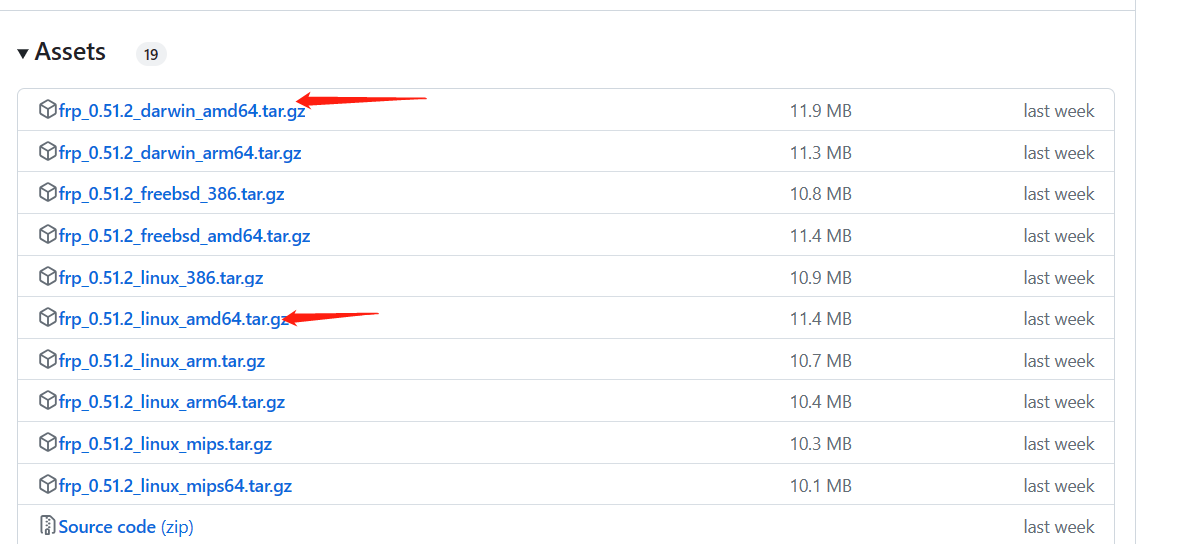 Assets 19
frp_0.51.2_darwin_amd64.tar.gz 11.9 MB last week
frp_0.51.2_darwin_arm64.tar.gz 11.3 MB last week
frp_0.51.2_freebsd_386.tar.gz 10.8 MB last week
frp_0.51.2_freebsd_amd64.tar.gz 11.4 MB last week
frp_0.51.2_linux_386.tar.gz 10.9 MB last week
frp_0.51.2_linux_amd64.tar.gz 11.4 MB last week
frp_0.51.2_linux_arm.tar.gz 10.7 MB last week
frp_0.51.2_linux_arm64.tar.gz 10.4 MB last week
frp_0.51.2_linux_mips.tar.gz 10.3 MB last week
frp_0.51.2_linux_mips64.tar.gz 10.1 MB last week
Source code (zip) last week